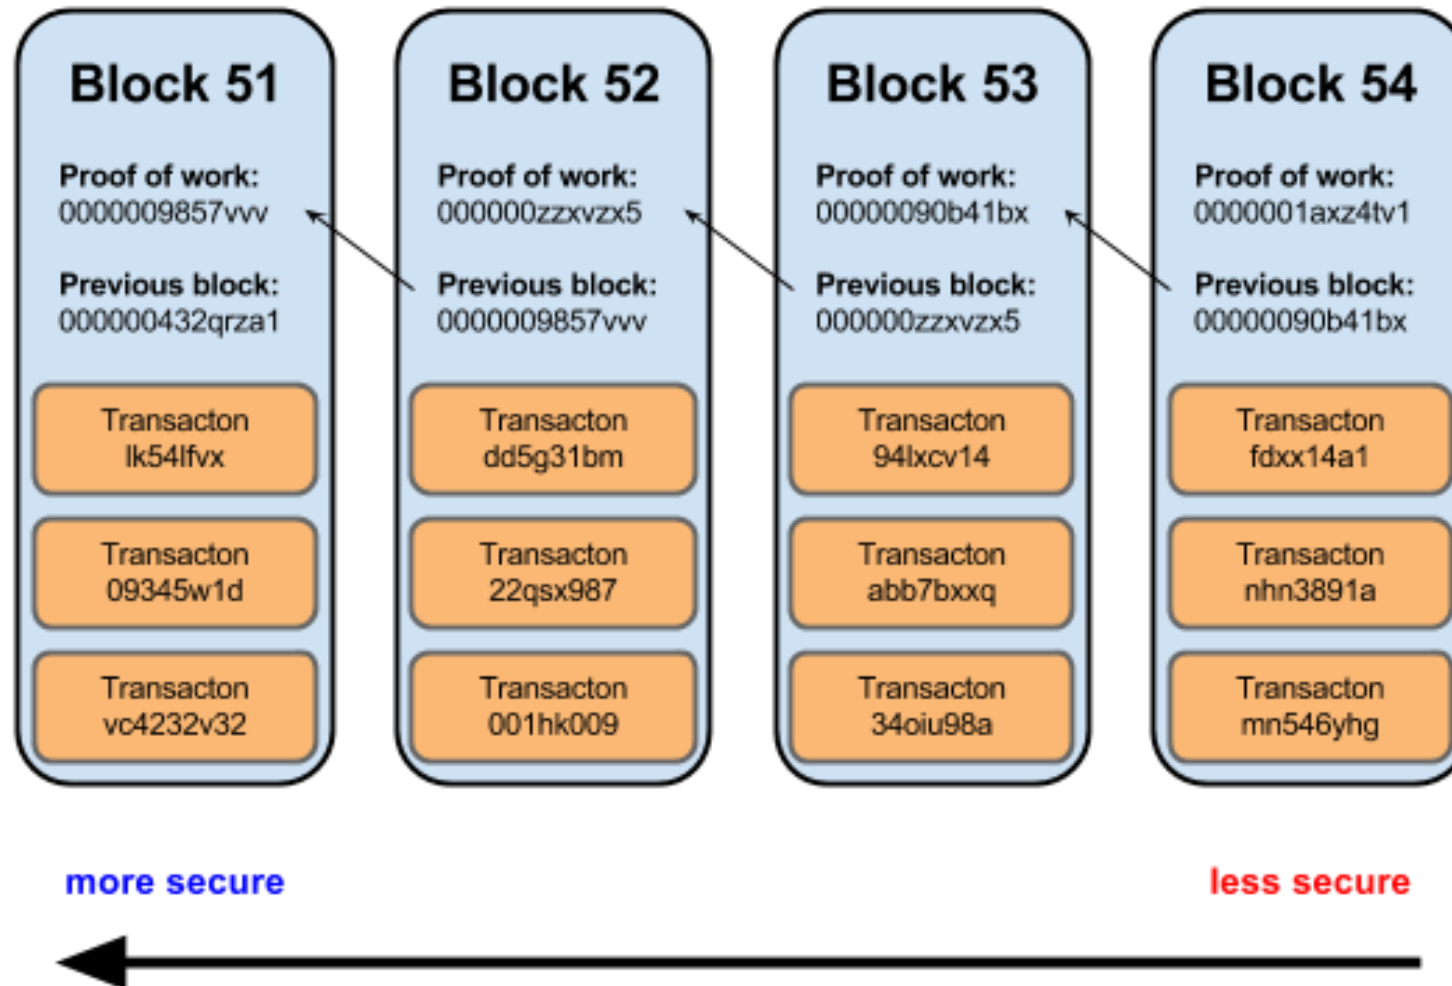 Block 51
Proof of work:
0000009857vvv
Previous block:
000000432qrza1
Transacton
lk54lfvx
Transacton
09345w1d
Transacton
vc4232v32
Block 52
Proof of work:
000000zzxvzx5
Previous block:
0000009857vvv
Transacton
dd5g31bm
Transacton
22qsx987
Transacton
001hk009
Block 53
Proof of work:
00000090b41bx
Previous block:
000000zzxvzx5
Transacton
94lxcv14
Transacton
abb7bxxq
Transacton
34oiu98a
Block 54
Proof of work:
0000001axz4tv1
Previous block:
00000090b41bx
Transacton
fdxx14a1
Transacton
nhn3891a
Transacton
mn546yhg
more secure
less secure